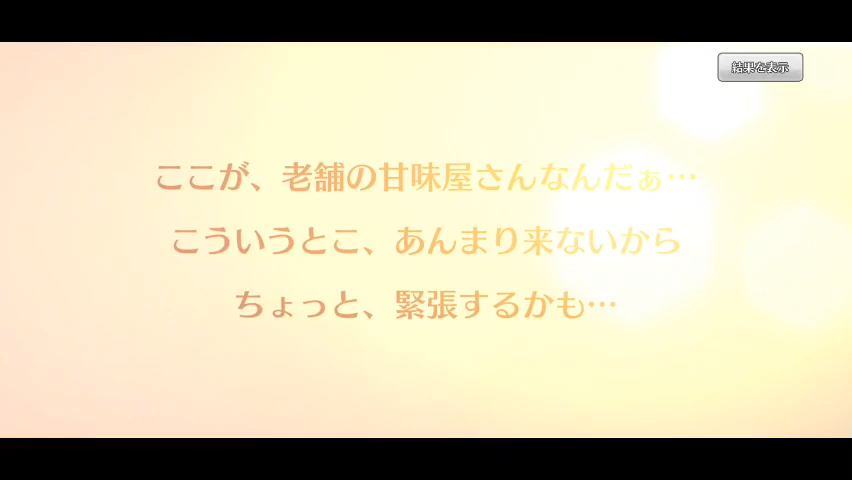 結果を表示
ここが、老舗の甘味屋さんなんだぁ…
こういうとこ、あんまり来ないから
ちょっと、緊張するかも…